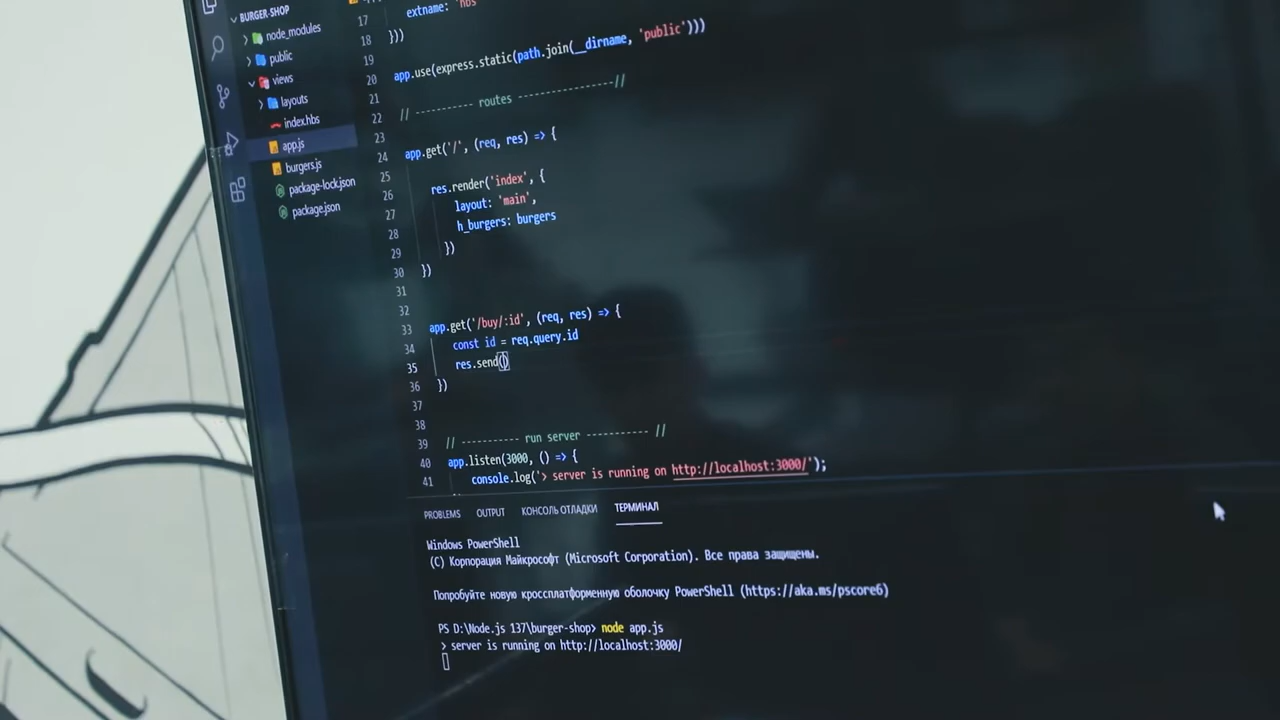 BURGER-SHOP
node_modules
public
views
layouts
index.hbs
app.js
burgers.js
package-lock.json
package.json
17 extname: 'hbs
18 }))
19
20 app.use(express.static(path.join(__dirname, 'public')))
21
22 // ---------- routes ---------------//
23
24 app.get('/', (req, res) => {
25
26 res.render('index', {
27 layout: 'main',
28 h_burgers: burgers
29 })
30 })
31
32
33 app.get('/buy/:id', (req, res) => {
34 const id = req.query.id
35 res.send()
36 })
37
38
39 // ---------- run server ---------- //
40 app.listen(3000, () => {
41 console.log('> server is running on http://localhost:3000/');
PROBLEMS OUTPUT КОНСОЛЬ ОТЛАДКИ ТЕРМИНАЛ
Windows PowerShell
(C) Корпорация Майкрософт (Microsoft Corporation). Все права защищены.
Попробуйте новую кроссплатформенную оболочку PowerShell (https://aka.ms/pscore6)
PS D:\Node.js 137\burger-shop> node app.js
> server is running on http://localhost:3000/